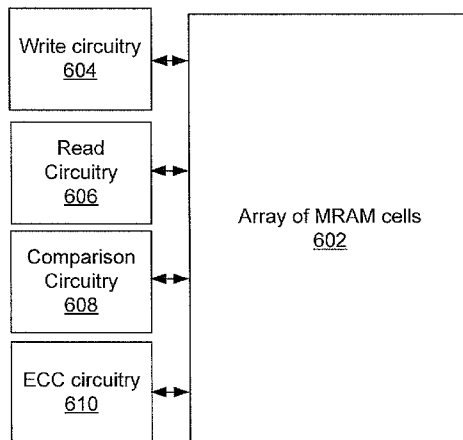 Write circuitry
604
Read
Circuitry
606
Comparison
Circuitry
608
ECC circuitry
610
Array of MRAM cells
602